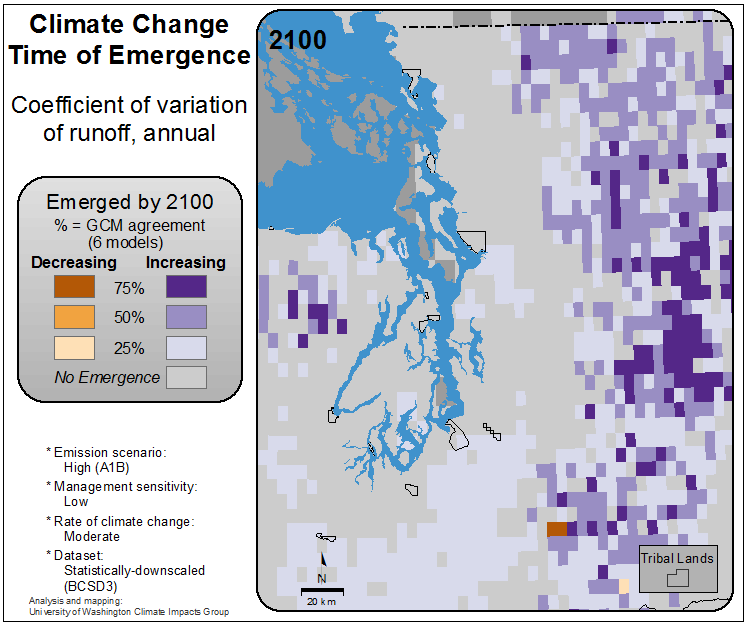 Climate Change
Time of Emergence
Coefficient of variation
of runoff, annual
Emerged by 2100
% = GCM agreement
(6 models)
Decreasing Increasing
75%
50%
25%
No Emergence
* Emission scenario:
High (A1B)
* Management sensitivity:
Low
* Rate of climate change:
Moderate
* Dataset:
Statistically-downscaled
(BCSD3)
Analysis and mapping:
University of Washington Climate Impacts Group
2100
N
20 km
Tribal Lands